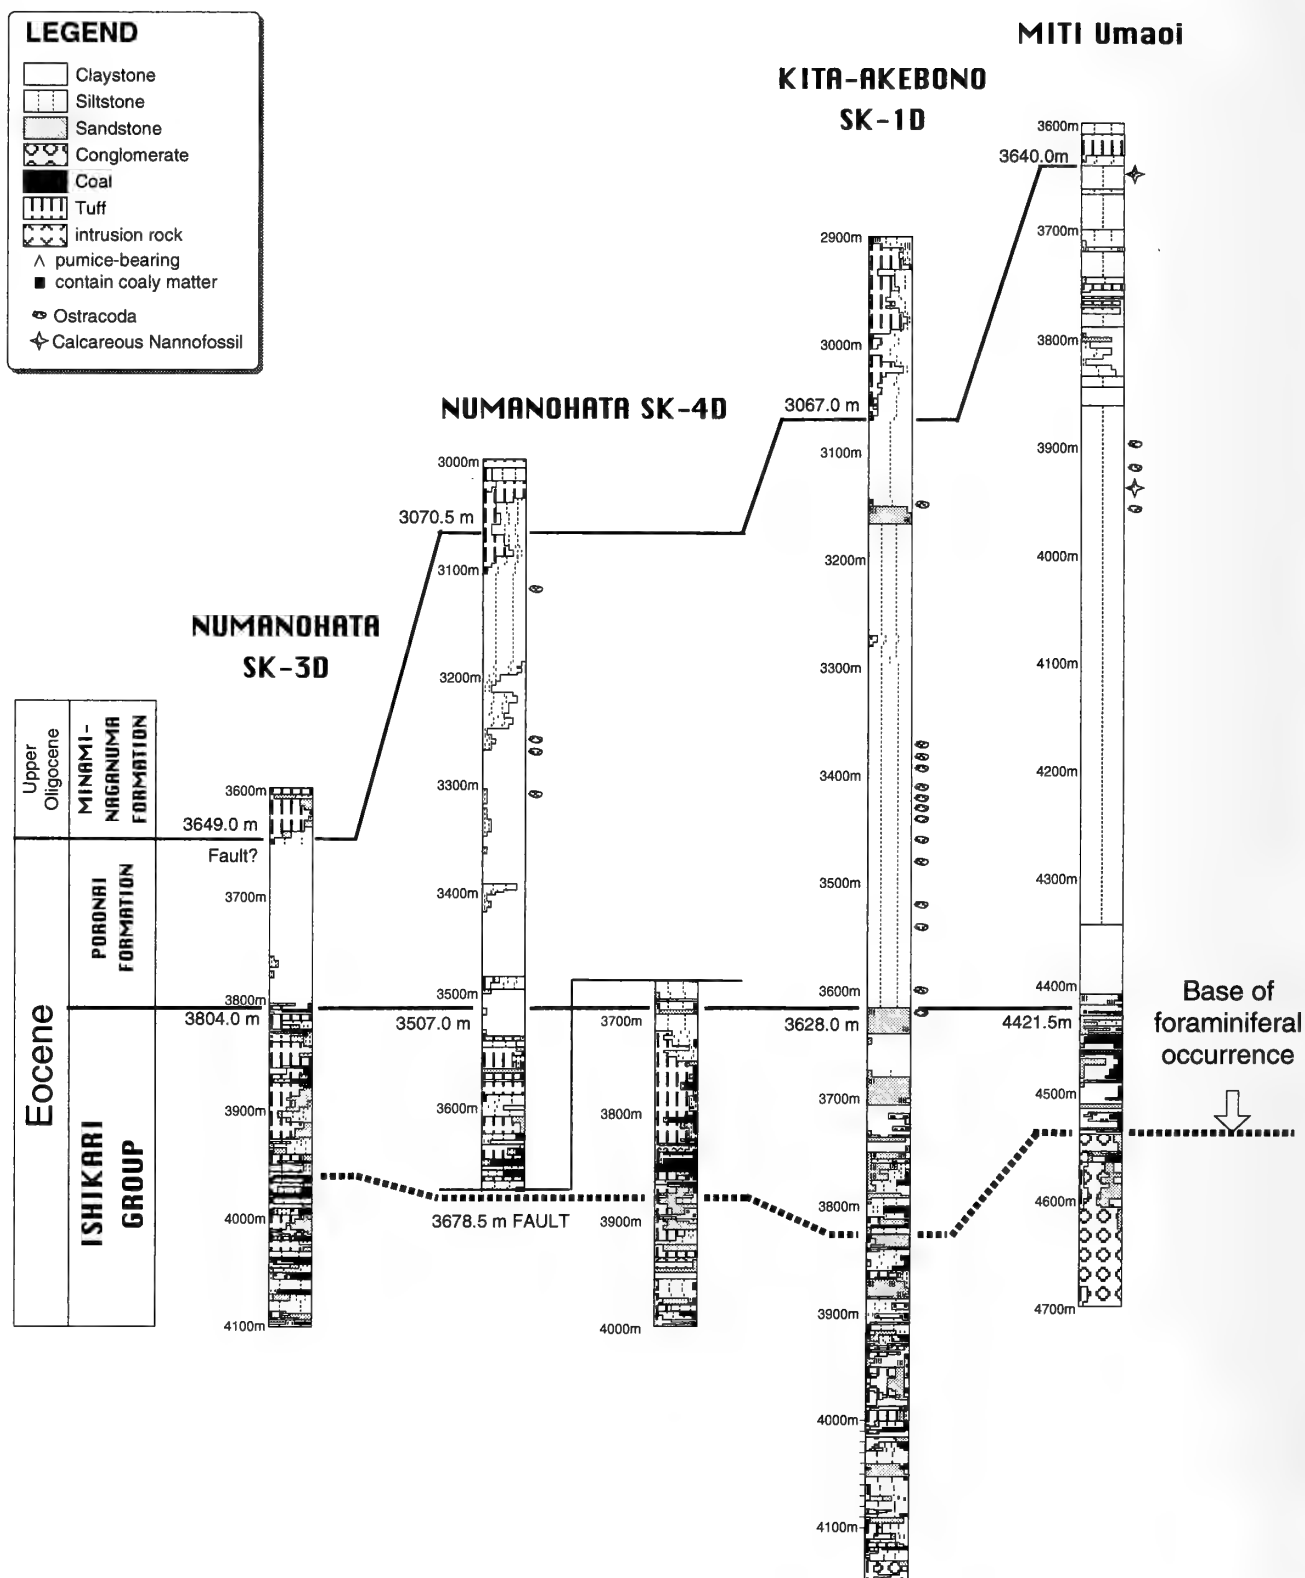 LEGEND
Claystone
Siltstone
Sandstone
Conglomerate
Coal
Tuff
intrusion rock
pumice-bearing
contain coaly matter
Ostracoda
Calcareous Nannofossil
MITI Umaoi
3600m
3640.0m
3700m
3800m
3900m
4000m
4100m
4200m
4300m
4400m
4421.5m
4500m
4600m
4700m
KITA-AKEBONO
SK-1D
2900m
3000m
3067.0 m
3100m
3200m
3300m
3400m
3500m
3600m
3628.0 m
3700m
3800m
3900m
4000m
4100m
NUMANOHATA SK-4D
3000m
3070.5 m
3100m
3200m
3300m
3400m
3500m
3507.0 m
3600m
3678.5 m FAULT
3700m
3800m
3900m
4000m
NUMANOHATA
SK-3D
3600m
3649.0 m
Fault?
3700m
3800m
3804.0 m
3900m
4000m
4100m
Upper
Oligocene
MINAMI-
NAGANUMA
FORMATION
Eocene
PORONAI
FORMATION
ISHIKARI
GROUP
Base of
foraminiferal
occurrence